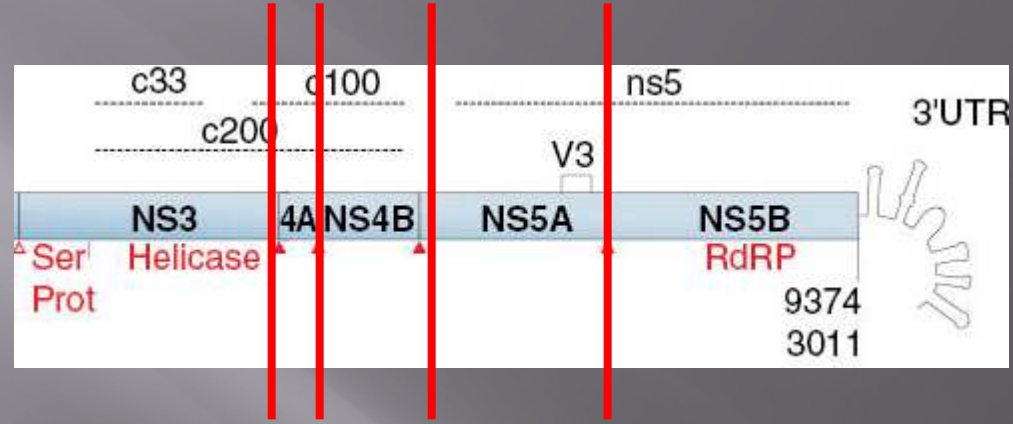 c33
c100
ns5
3'UTR
c200
V3
NS3
4A
NS4B
NS5A
NS5B
Ser
Helicase
RdRP
Prot
9374
3011